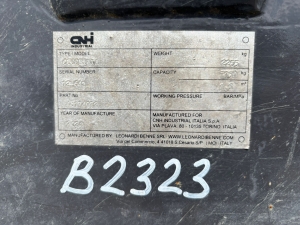 CNH
INDUSTRIAL
TYPE / MODEL
WEIGHT
kg
SERIAL NUMBER
CAPACITY
PART No
WORKING PRESSURE
BAR/MPa
YEAR OF MANUFACTURE
MANUFACTURED FOR
CNH INDUSTRIAL ITALIA S.p.A.
VIA PLAVA, 80 - 10135 TORINO (ITALIA)
MANUFACTURED BY: LEONARDI BENNE SRL WWW.LEONARDIBENNE.COM
B2323